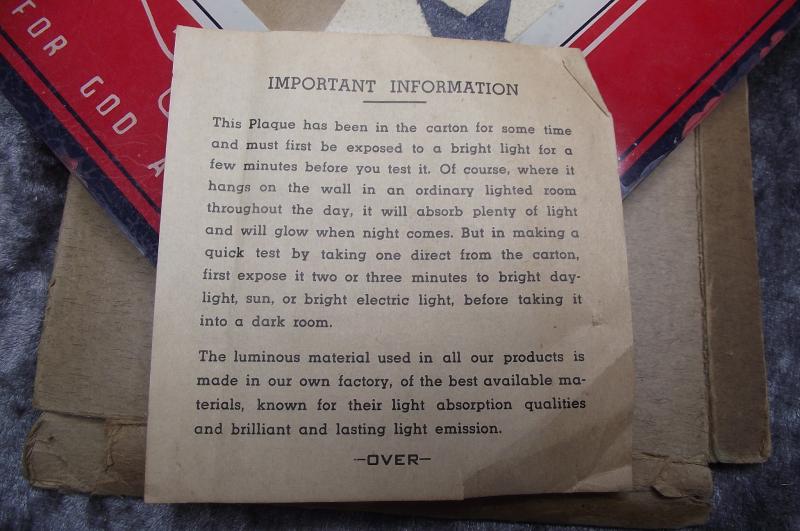 FOR GOD A
IMPORTANT INFORMATION
This Plaque has been in the carton for some time
and must first be exposed to a bright light for a
few minutes before you test it. Of course, where it
hangs on the wall in an ordinary lighted room
throughout the day, it will absorb plenty of light
and will glow when night comes. But in making a
quick test by taking one direct from the carton,
first expose it two or three minutes to bright day-
light, sun, or bright electric light, before taking it
into a dark room.
The luminous material used in all our products is
made in our own factory, of the best available ma-
terials, known for their light absorption qualities
and brilliant and lasting light emission.
—OVER—